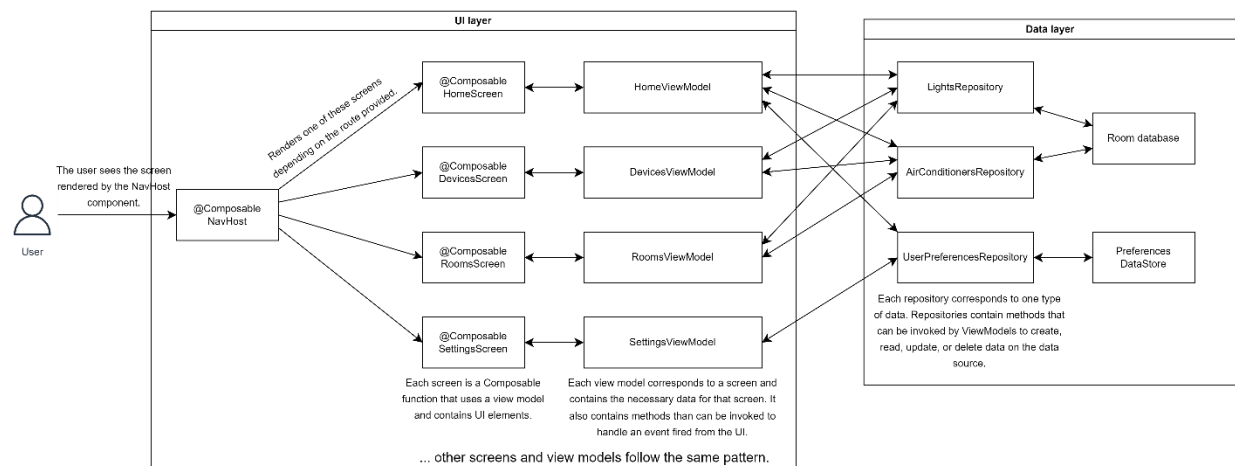 UI layer
Data layer
Renders one of these screens
depending on the route provided.
The user sees the screen
rendered by the NavHost
component.
User
@Composable
NavHost
@Composable
HomeScreen
HomeViewModel
@Composable
DevicesScreen
DevicesViewModel
@Composable
RoomsScreen
RoomsViewModel
@Composable
SettingsScreen
SettingsViewModel
Each screen is a Composable
function that uses a view model
and contains UI elements.
Each view model corresponds to a screen and
contains the necessary data for that screen. It
also contains methods than can be invoked to
handle an event fired from the UI.
... other screens and view models follow the same pattern.
LightsRepository
AirConditionersRepository
Room database
UserPreferencesRepository
Preferences
DataStore
Each repository corresponds to one type
of data. Repositories contain methods that
can be invoked by ViewModels to create,
read, update, or delete data on the data
source.